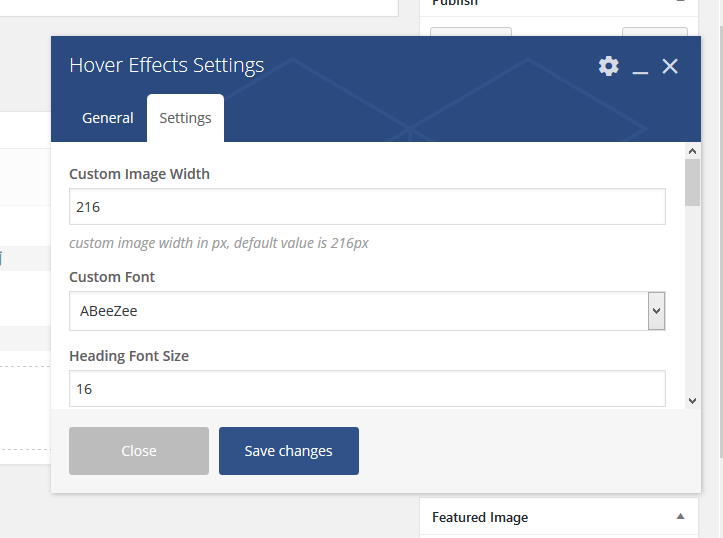 Publish
Hover Effects Settings
General
Settings
Custom Image Width
216
custom image width in px, default value is 216px
Custom Font
ABeeZee
Heading Font Size
16
Close
Save changes
Featured Image